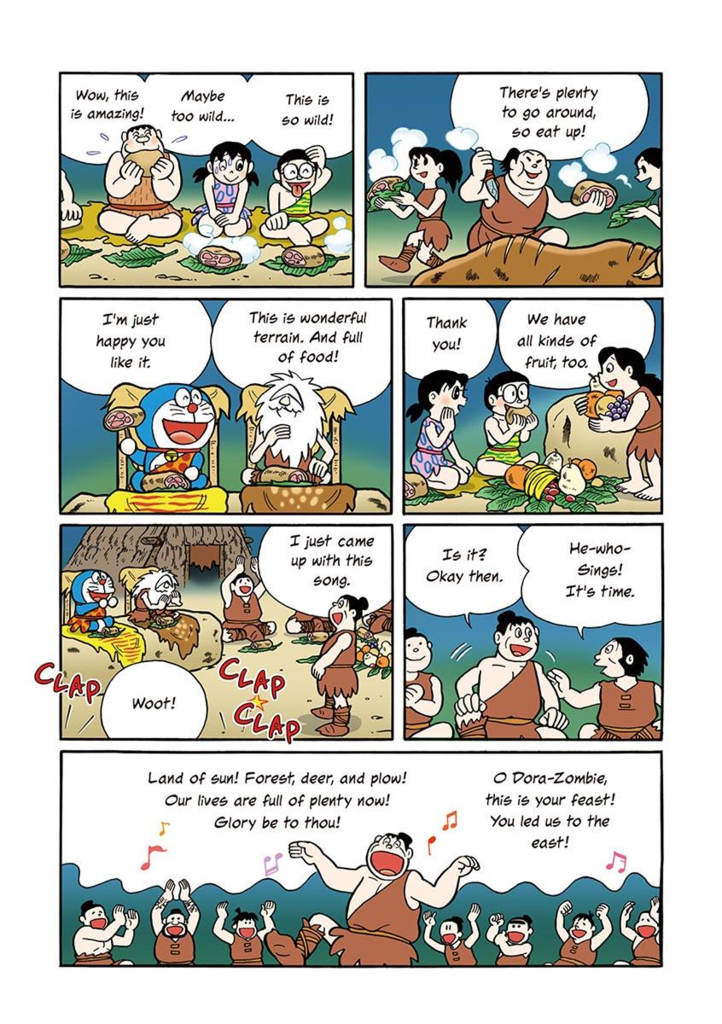 There's plenty
to go around,
so eat up!
This is
so wild!
Maybe
too wild...
Wow, this
is amazing!
We have
all kinds of
fruit, too.
Thank
you!
This is wonderful
terrain. And full
of food!
I'm just
happy you
like it.
He-who-
Sings!
It's time.
Is it?
Okay then.
I just came
up with this
song.
CLAP
CLAP
Woot!
CLAP
O Dora-Zombie,
this is your feast!
You led us to the
east!
Land of sun! Forest, deer, and plow!
Our lives are full of plenty now!
Glory be to thou!